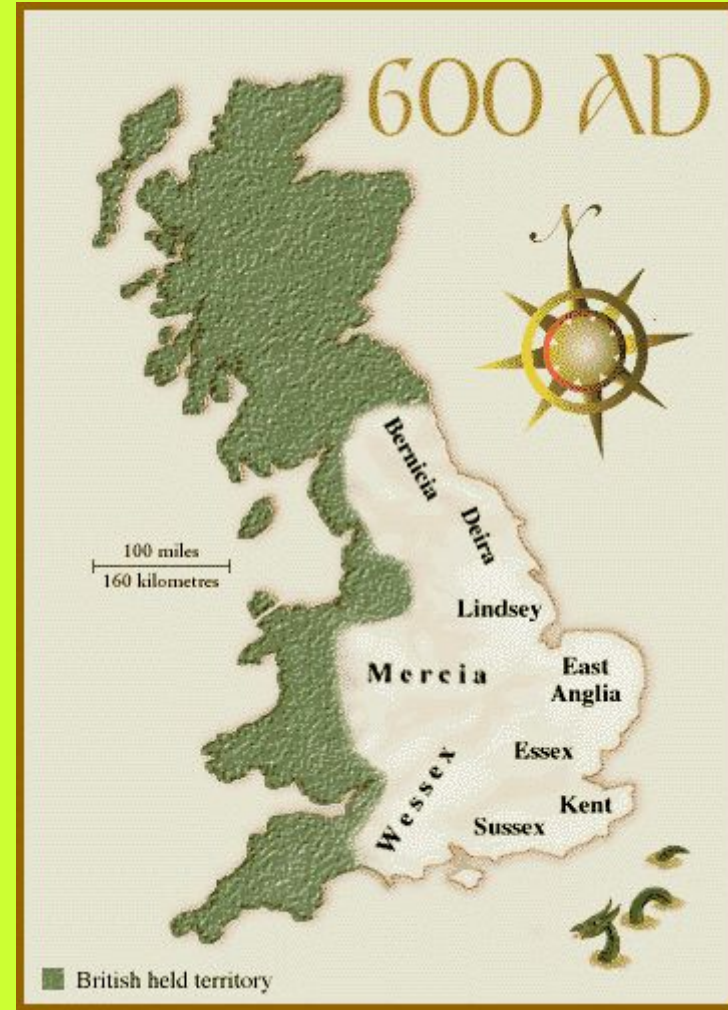 600 AD
N
Bernicia
Deira
100 miles
160 kilometres
Lindsey
Mercia
East
Anglia
Essex
Wessex
Kent
Sussex
British held territory